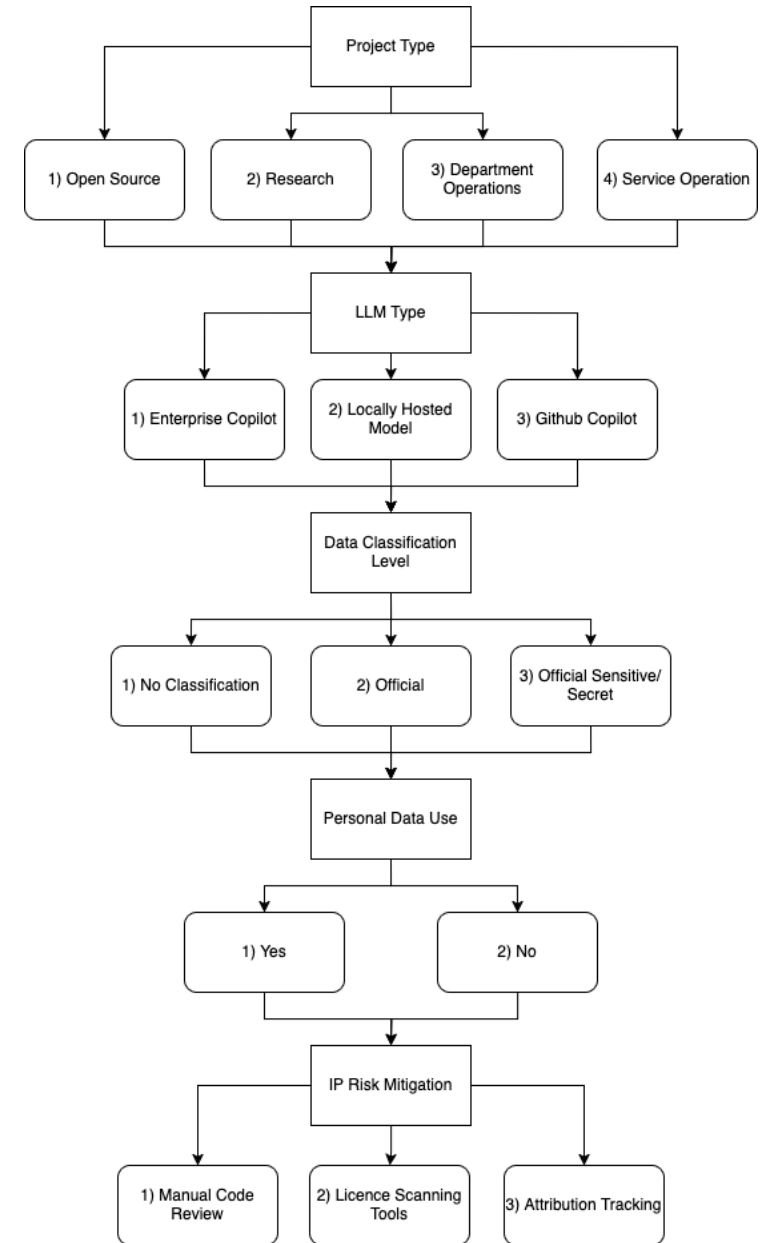 Project Type
1) Open Source
2) Research
3) Department
Operations
4) Service Operation
LLM Type
1) Enterprise Copilot
2) Locally Hosted
Model
3) Github Copilot
Data Classification
Level
1) No Classification
2) Official
3) Official Sensitive/
Secret
Personal Data Use
1) Yes
2) No
IP Risk Mitigation
1) Manual Code
Review
2) Licence Scanning
Tools
3) Attribution Tracking